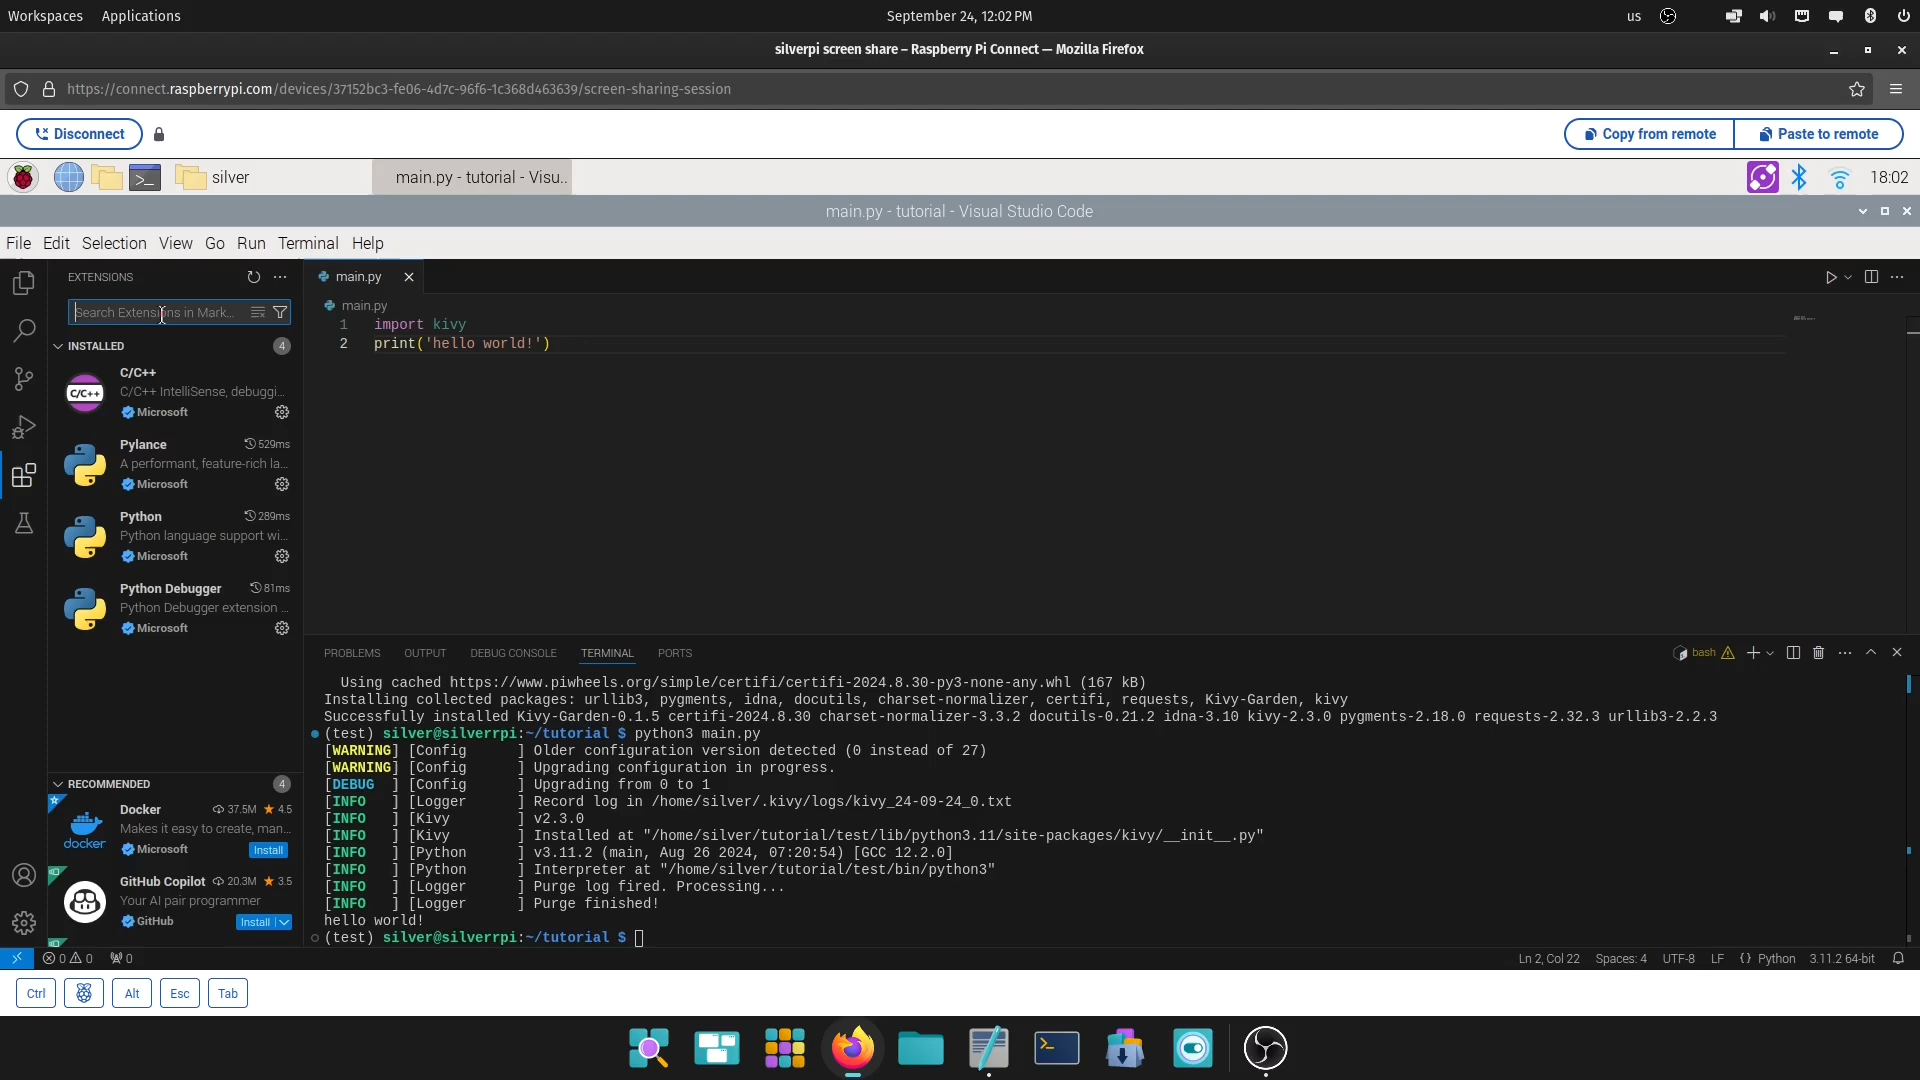 Workspaces Applications September 24, 12:02 PM us
silverpi screen share – Raspberry Pi Connect — Mozilla Firefox
https://connect.raspberrypi.com/devices/37152bc3-fe06-4d7c-96f6-1c368d463639/screen-sharing-session
Disconnect Copy from remote Paste to remote
silver main.py - tutorial - Visu.. 18:02
main.py - tutorial - Visual Studio Code
File Edit Selection View Go Run Terminal Help
EXTENSIONS
Search Extensions in Mark...
INSTALLED 4
C/C++
C/C++
C/C++ IntelliSense, debuggi...
Microsoft
Pylance 529ms
A performant, feature-rich la...
Microsoft
Python 289ms
Python language support wi...
Microsoft
Python Debugger 81ms
Python Debugger extension ...
Microsoft
RECOMMENDED 4
Docker 37.5M 4.5
Makes it easy to create, man...
docker
Microsoft Install
GitHub Copilot 20.3M 3.5
Your AI pair programmer
GitHub Install
main.py
main.py
1 import kivy
2 print('hello world!')
PROBLEMS OUTPUT DEBUG CONSOLE TERMINAL PORTS bash
Using cached https://www.piwheels.org/simple/certifi/certifi-2024.8.30-py3-none-any.whl (167 kB)
Installing collected packages: urllib3, pygments, idna, docutils, charset-normalizer, certifi, requests, Kivy-Garden, kivy
Successfully installed Kivy-Garden-0.1.5 certifi-2024.8.30 charset-normalizer-3.3.2 docutils-0.21.2 idna-3.10 kivy-2.3.0 pygments-2.18.0 requests-2.32.3 urllib3-2.2.3
(test) silver@silverrpi:~/tutorial $ python3 main.py
[WARNING] [Config ] Older configuration version detected (0 instead of 27)
[WARNING] [Config ] Upgrading configuration in progress.
[DEBUG ] [Config ] Upgrading from 0 to 1
[INFO ] [Logger ] Record log in /home/silver/.kivy/logs/kivy_24-09-24_0.txt
[INFO ] [Kivy ] v2.3.0
[INFO ] [Kivy ] Installed at "/home/silver/tutorial/test/lib/python3.11/site-packages/kivy/__init__.py"
[INFO ] [Python ] v3.11.2 (main, Aug 26 2024, 07:20:54) [GCC 12.2.0]
[INFO ] [Python ] Interpreter at "/home/silver/tutorial/test/bin/python3"
[INFO ] [Logger ] Purge log fired. Processing...
[INFO ] [Logger ] Purge finished!
hello world!
(test) silver@silverrpi:~/tutorial $
0 0 0 Ln 2, Col 22 Spaces: 4 UTF-8 LF {} Python 3.11.2 64-bit
Ctrl Alt Esc Tab